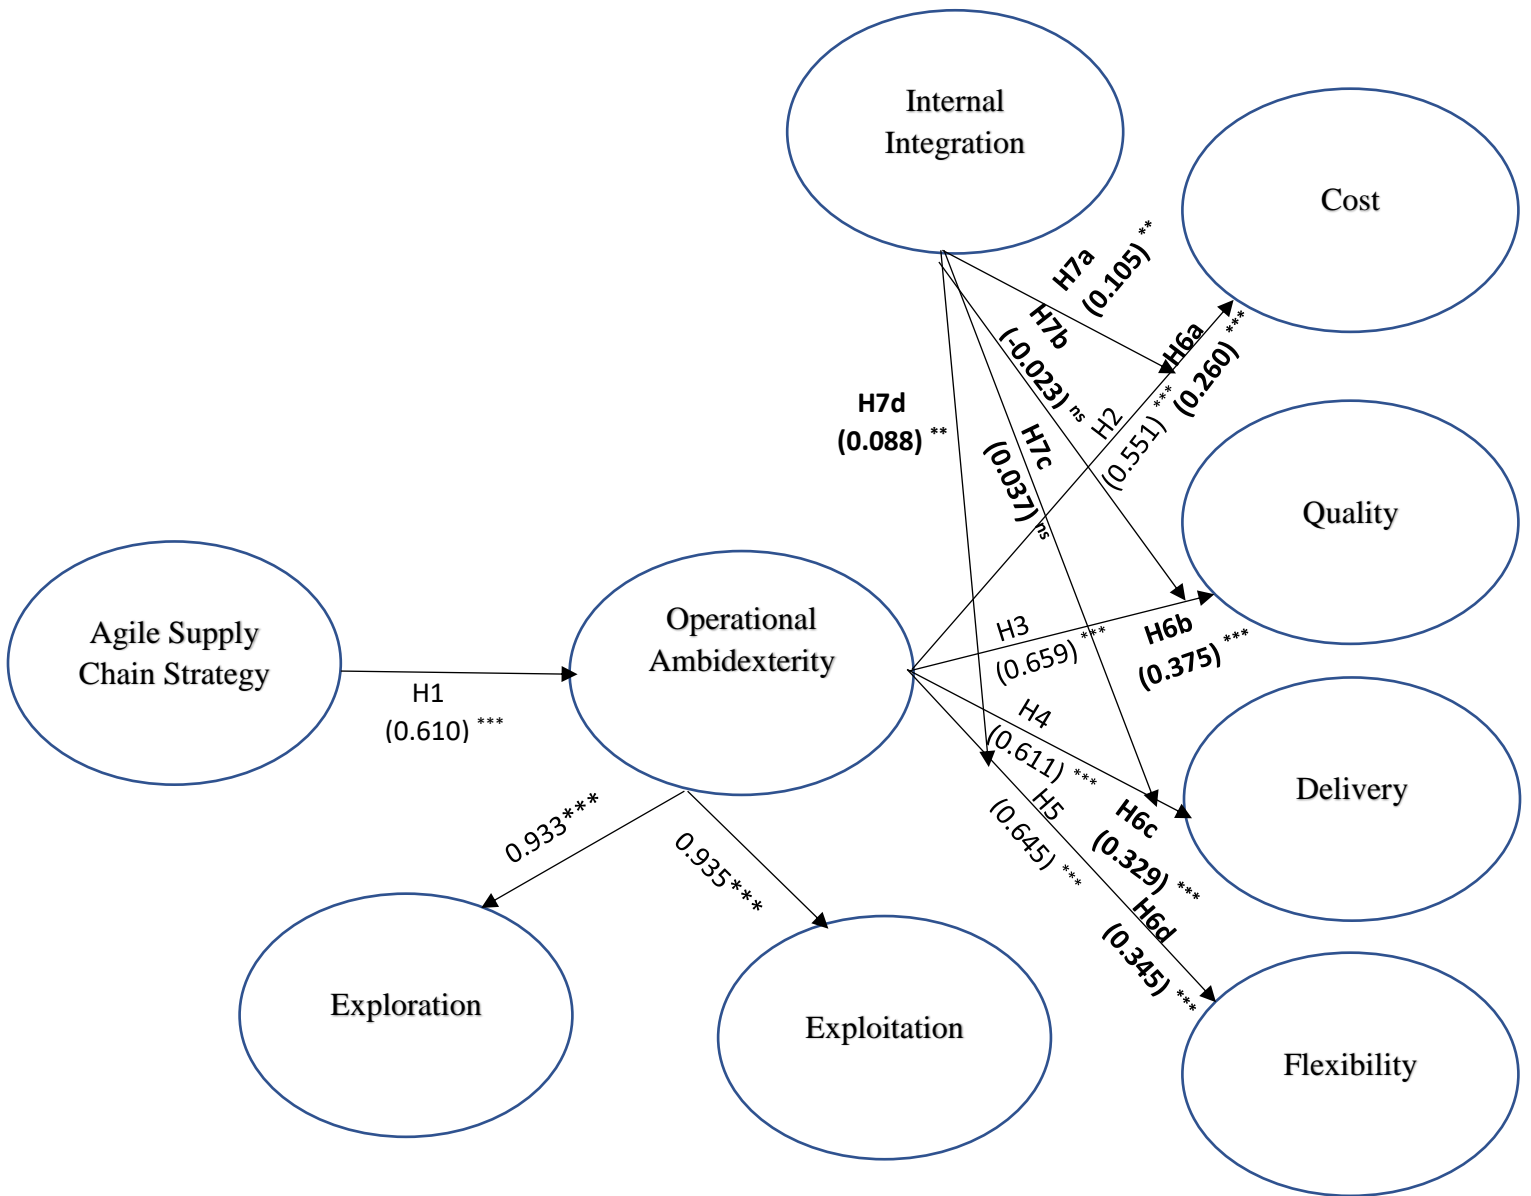 Internal
Integration
Cost
H7a
(0.105) **
H7b
(-0.023) ns
H6a
(0.260) ***
H2
(0.551) ***
H7d
(0.088) **
H7c
(0.037) ns
Quality
Agile Supply
Chain Strategy
H1
(0.610) ***
Operational
Ambidexterity
H3
(0.659) ***
H6b
(0.375) ***
H4
(0.611) ***
H5
(0.645) ***
H6c
(0.329) ***
H6d
(0.345) ***
Delivery
0.933***
0.935***
Exploration
Exploitation
Flexibility